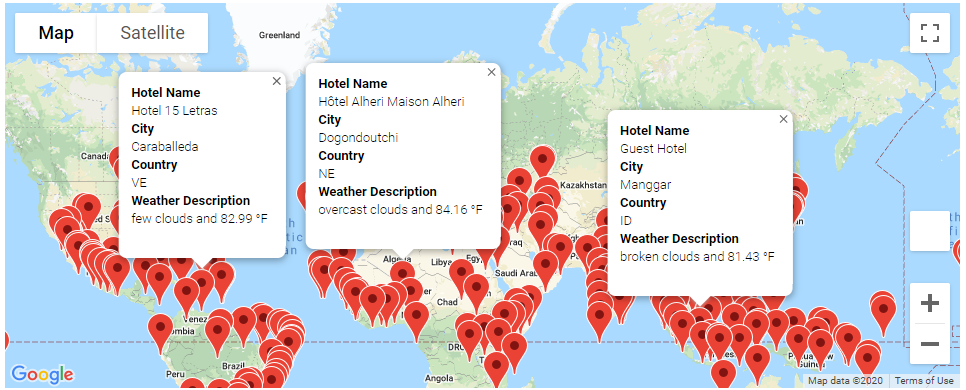 Map
Satellite
Greenland
Hotel Name
Hotel 15 Letras
City
Caraballeda
Country
VE
Weather Description
few clouds and 82.99 °F
Hotel Name
Hôtel Alheri Maison Alheri
City
Dogondoutchi
Country
NE
Weather Description
overcast clouds and 84.16 °F
Hotel Name
Guest Hotel
City
Manggar
Country
ID
Weather Description
broken clouds and 81.43 °F
Canada
Kazakhstan
Iraq
Algeria
Libya
Saudi Arabia
Chad
Angola
Brazil
Google
Map data ©2020
Terms of Use